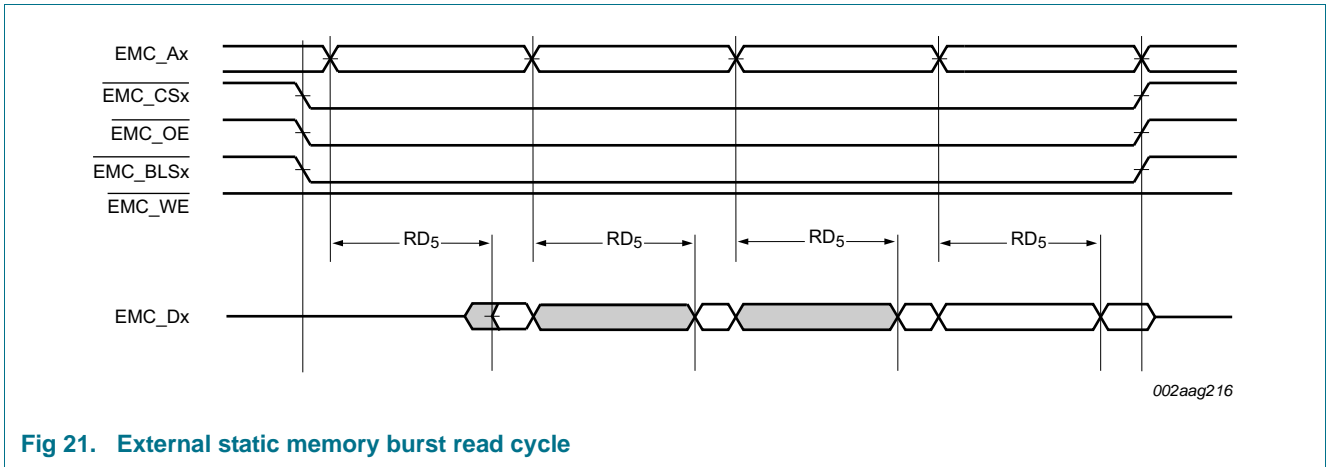 EMC_Ax
EMC_CSx
EMC_OE
EMC_BLSx
EMC_WE
RD5 RD5 RD5 RD5
EMC_Dx
002aag216
Fig 21. External static memory burst read cycle